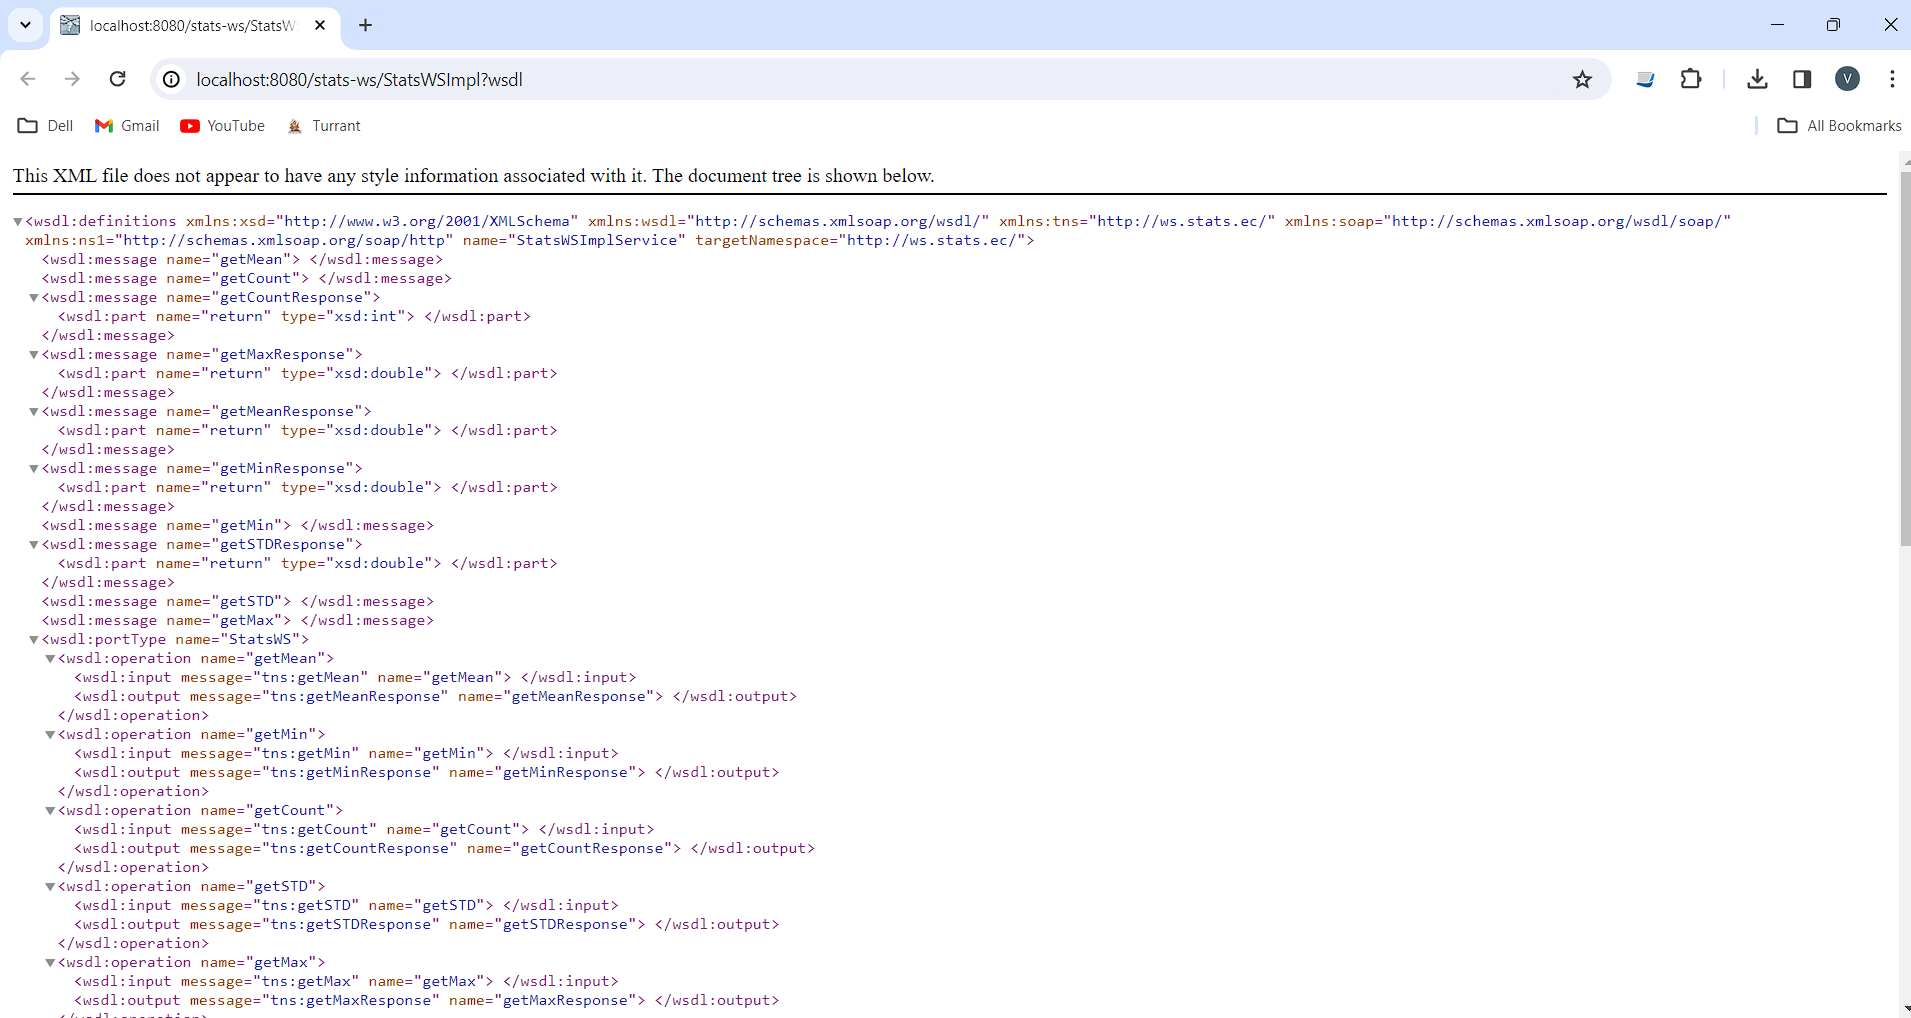 localhost:8080/stats-ws/StatsWS
localhost:8080/stats-ws/StatsWSImpl?wsdl
V
Dell Gmail YouTube Turrant All Bookmarks
This XML file does not appear to have any style information associated with it. The document tree is shown below.
<wsdl:definitions xmlns:xsd="http://www.w3.org/2001/XMLSchema" xmlns:wsdl="http://schemas.xmlsoap.org/wsdl/" xmlns:tns="http://ws.stats.ec/" xmlns:soap="http://schemas.xmlsoap.org/wsdl/soap/"
xmlns:ns1="http://schemas.xmlsoap.org/soap/http" name="StatsWSImplService" targetNamespace="http://ws.stats.ec/">
<wsdl:message name="getMean"> </wsdl:message>
<wsdl:message name="getCount"> </wsdl:message>
<wsdl:message name="getCountResponse">
<wsdl:part name="return" type="xsd:int"> </wsdl:part>
</wsdl:message>
<wsdl:message name="getMaxResponse">
<wsdl:part name="return" type="xsd:double"> </wsdl:part>
</wsdl:message>
<wsdl:message name="getMeanResponse">
<wsdl:part name="return" type="xsd:double"> </wsdl:part>
</wsdl:message>
<wsdl:message name="getMinResponse">
<wsdl:part name="return" type="xsd:double"> </wsdl:part>
</wsdl:message>
<wsdl:message name="getMin"> </wsdl:message>
<wsdl:message name="getSTDResponse">
<wsdl:part name="return" type="xsd:double"> </wsdl:part>
</wsdl:message>
<wsdl:message name="getSTD"> </wsdl:message>
<wsdl:message name="getMax"> </wsdl:message>
<wsdl:portType name="StatsWS">
<wsdl:operation name="getMean">
<wsdl:input message="tns:getMean" name="getMean"> </wsdl:input>
<wsdl:output message="tns:getMeanResponse" name="getMeanResponse"> </wsdl:output>
</wsdl:operation>
<wsdl:operation name="getMin">
<wsdl:input message="tns:getMin" name="getMin"> </wsdl:input>
<wsdl:output message="tns:getMinResponse" name="getMinResponse"> </wsdl:output>
</wsdl:operation>
<wsdl:operation name="getCount">
<wsdl:input message="tns:getCount" name="getCount"> </wsdl:input>
<wsdl:output message="tns:getCountResponse" name="getCountResponse"> </wsdl:output>
</wsdl:operation>
<wsdl:operation name="getSTD">
<wsdl:input message="tns:getSTD" name="getSTD"> </wsdl:input>
<wsdl:output message="tns:getSTDResponse" name="getSTDResponse"> </wsdl:output>
</wsdl:operation>
<wsdl:operation name="getMax">
<wsdl:input message="tns:getMax" name="getMax"> </wsdl:input>
<wsdl:output message="tns:getMaxResponse" name="getMaxResponse"> </wsdl:output>